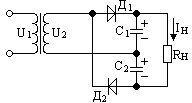 Д₁
U₁
U₂
C₁
+
Iн
C₂
+
Rн
Д₂